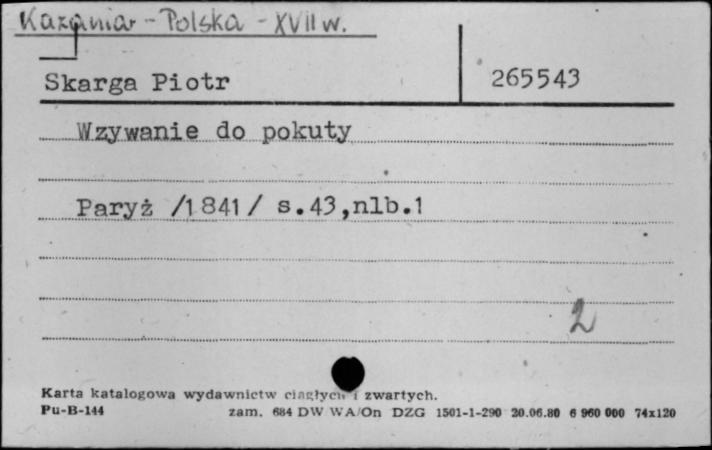 Kazania - Polska - XVII w.
Skarga Piotr
265543
Wzywanie do pokuty
Paryż /1841/ s.43,nlb.1
2
Karta katalogowa wydawnictw ciągłych i zwartych.
Pu-B-144 zam. 684 DW WA/On DZG 1501-1-290 20.06.80 6 960 000 74x120